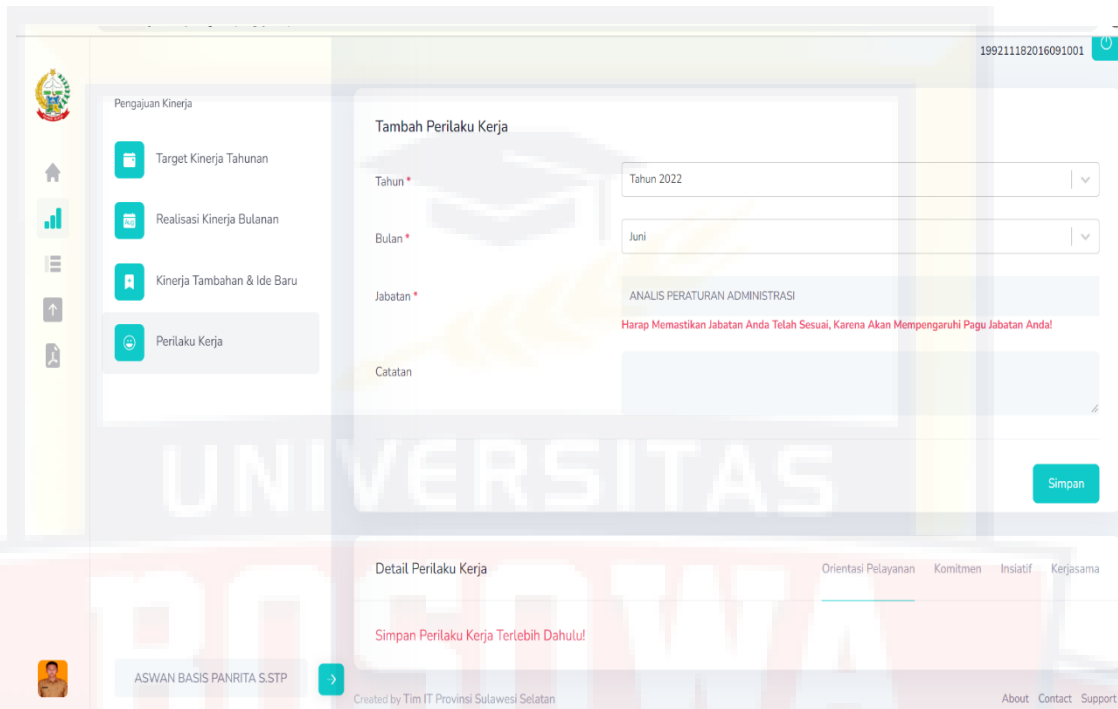 199211182016091001
Pengajuan Kinerja
Target Kinerja Tahunan
Realisasi Kinerja Bulanan
Kinerja Tambahan & Ide Baru
Perilaku Kerja
Tambah Perilaku Kerja
Tahun *
Tahun 2022
Bulan *
Juni
Jabatan *
ANALIS PERATURAN ADMINISTRASI
Harap Memastikan Jabatan Anda Telah Sesuai, Karena Akan Mempengaruhi Pagu Jabatan Anda!
Catatan
UNIVERSITAS
Simpan
Detail Perilaku Kerja
Orientasi Pelayanan Komitmen Insiatif Kerjasama
BOSOWA
Simpan Perilaku Kerja Terlebih Dahulu!
ASWAN BASIS PANRITA S.STP
Created by Tim IT Provinsi Sulawesi Selatan
About Contact Support